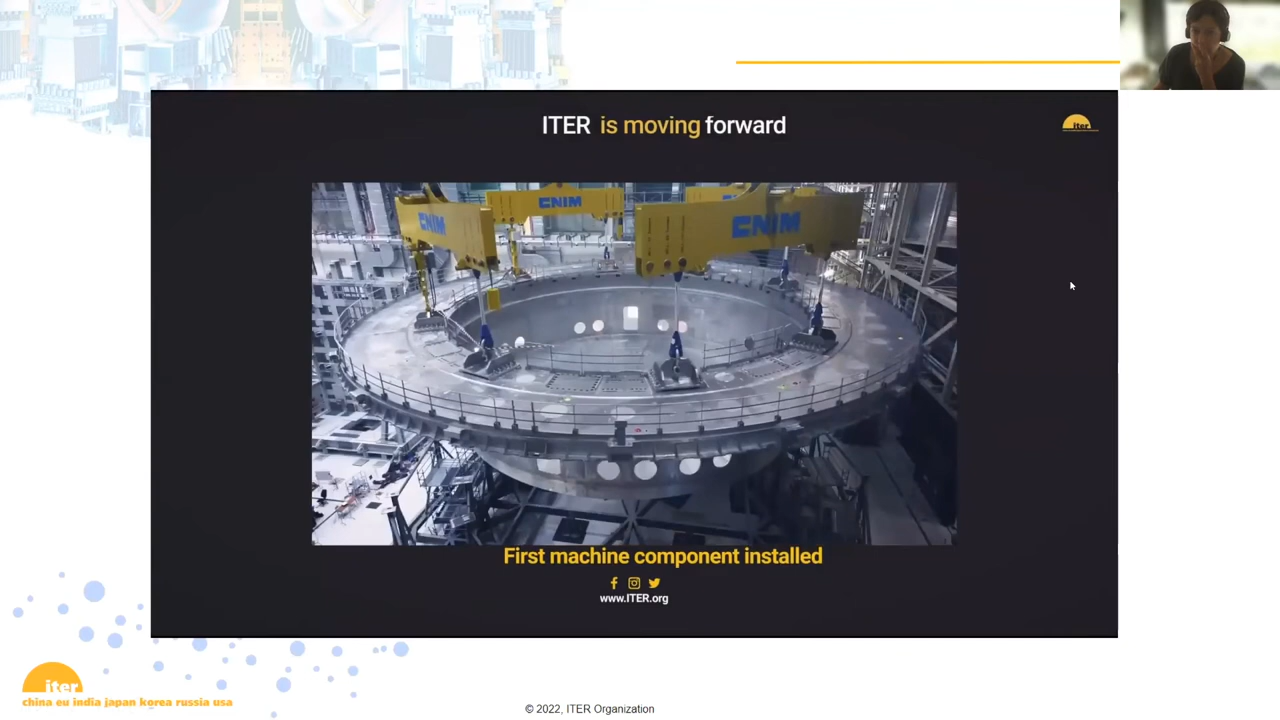 ITER is moving forward
iter
CNIM
CNIM
CNIM
First machine component installed
www.ITER.org
iter
china eu india japan korea russia usa
© 2022, ITER Organization